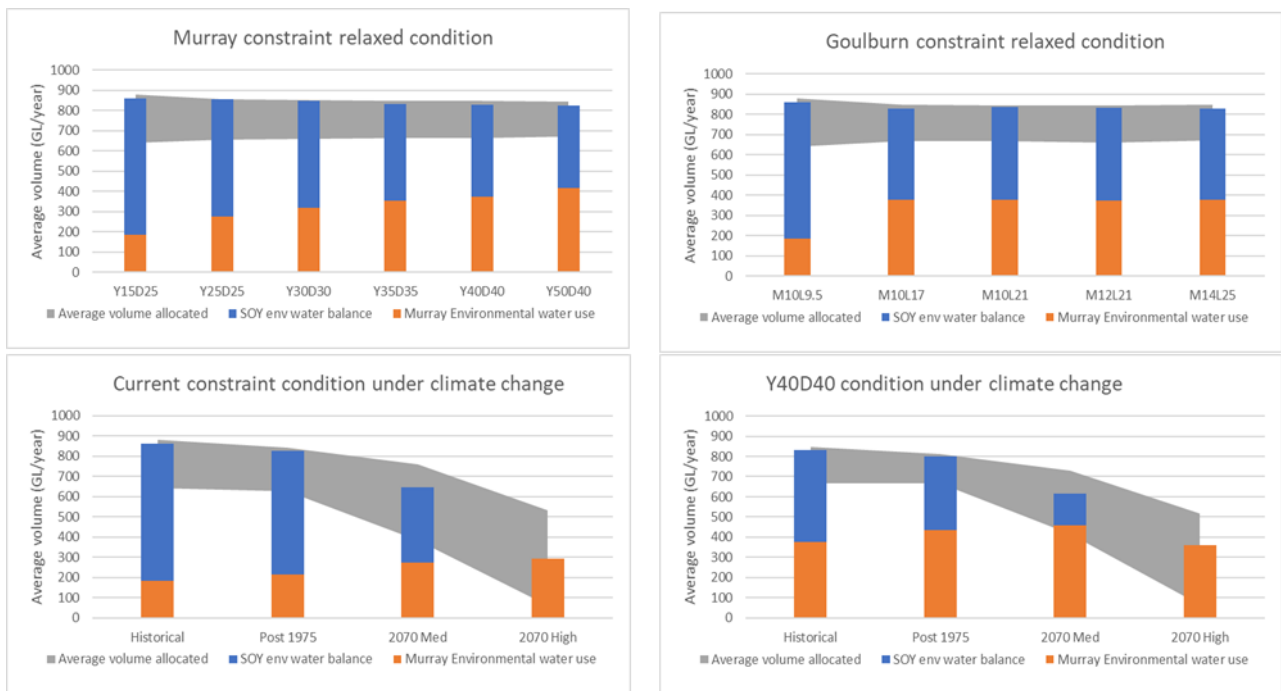 Murray constraint relaxed condition
Average volume (GL/year)
1000
900
800
700
600
500
400
300
200
100
0
Y15D25 Y25D25 Y30D30 Y35D35 Y40D40 Y50D40
Average volume allocated SOY env water balance Murray Environmental water use
Goulburn constraint relaxed condition
Average volume (GL/year)
1000
900
800
700
600
500
400
300
200
100
0
M10L9.5 M10L17 M10L21 M12L21 M14L25
Average volume allocated SOY env water balance Murray Environmental water use
Current constraint condition under climate change
Average volume (GL/year)
1000
900
800
700
600
500
400
300
200
100
0
Historical Post 1975 2070 Med 2070 High
Average volume allocated SOY env water balance Murray Environmental water use
Y40D40 condition under climate change
Average volume (GL/year)
1000
900
800
700
600
500
400
300
200
100
0
Historical Post 1975 2070 Med 2070 High
Average volume allocated SOY env water balance Murray Environmental water use